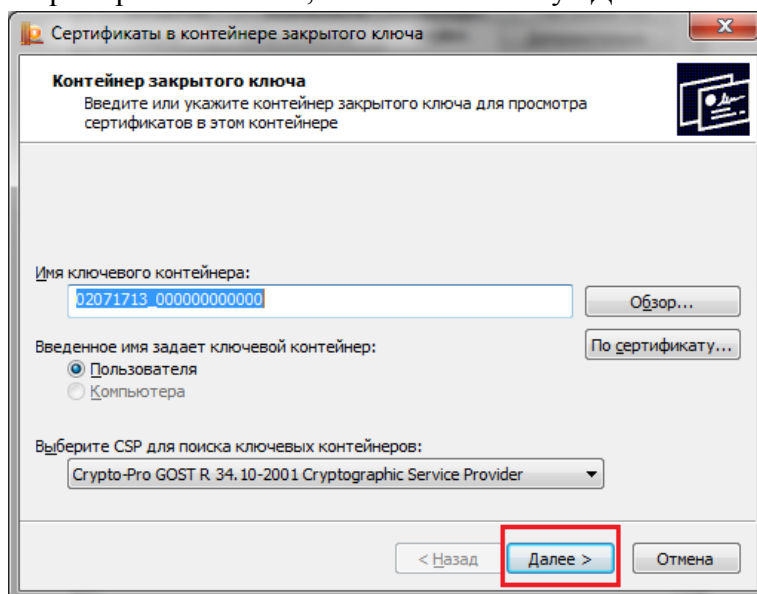 Сертификаты в контейнере закрытого ключа
Контейнер закрытого ключа
Введите или укажите контейнер закрытого ключа для просмотра
сертификатов в этом контейнере
Имя ключевого контейнера:
02071713_000000000000
Обзор...
Введенное имя задает ключевой контейнер:
По сертификату...
Пользователя
Компьютера
Выберите CSP для поиска ключевых контейнеров:
Crypto-Pro GOST R 34.10-2001 Cryptographic Service Provider
< Назад
Далее >
Отмена